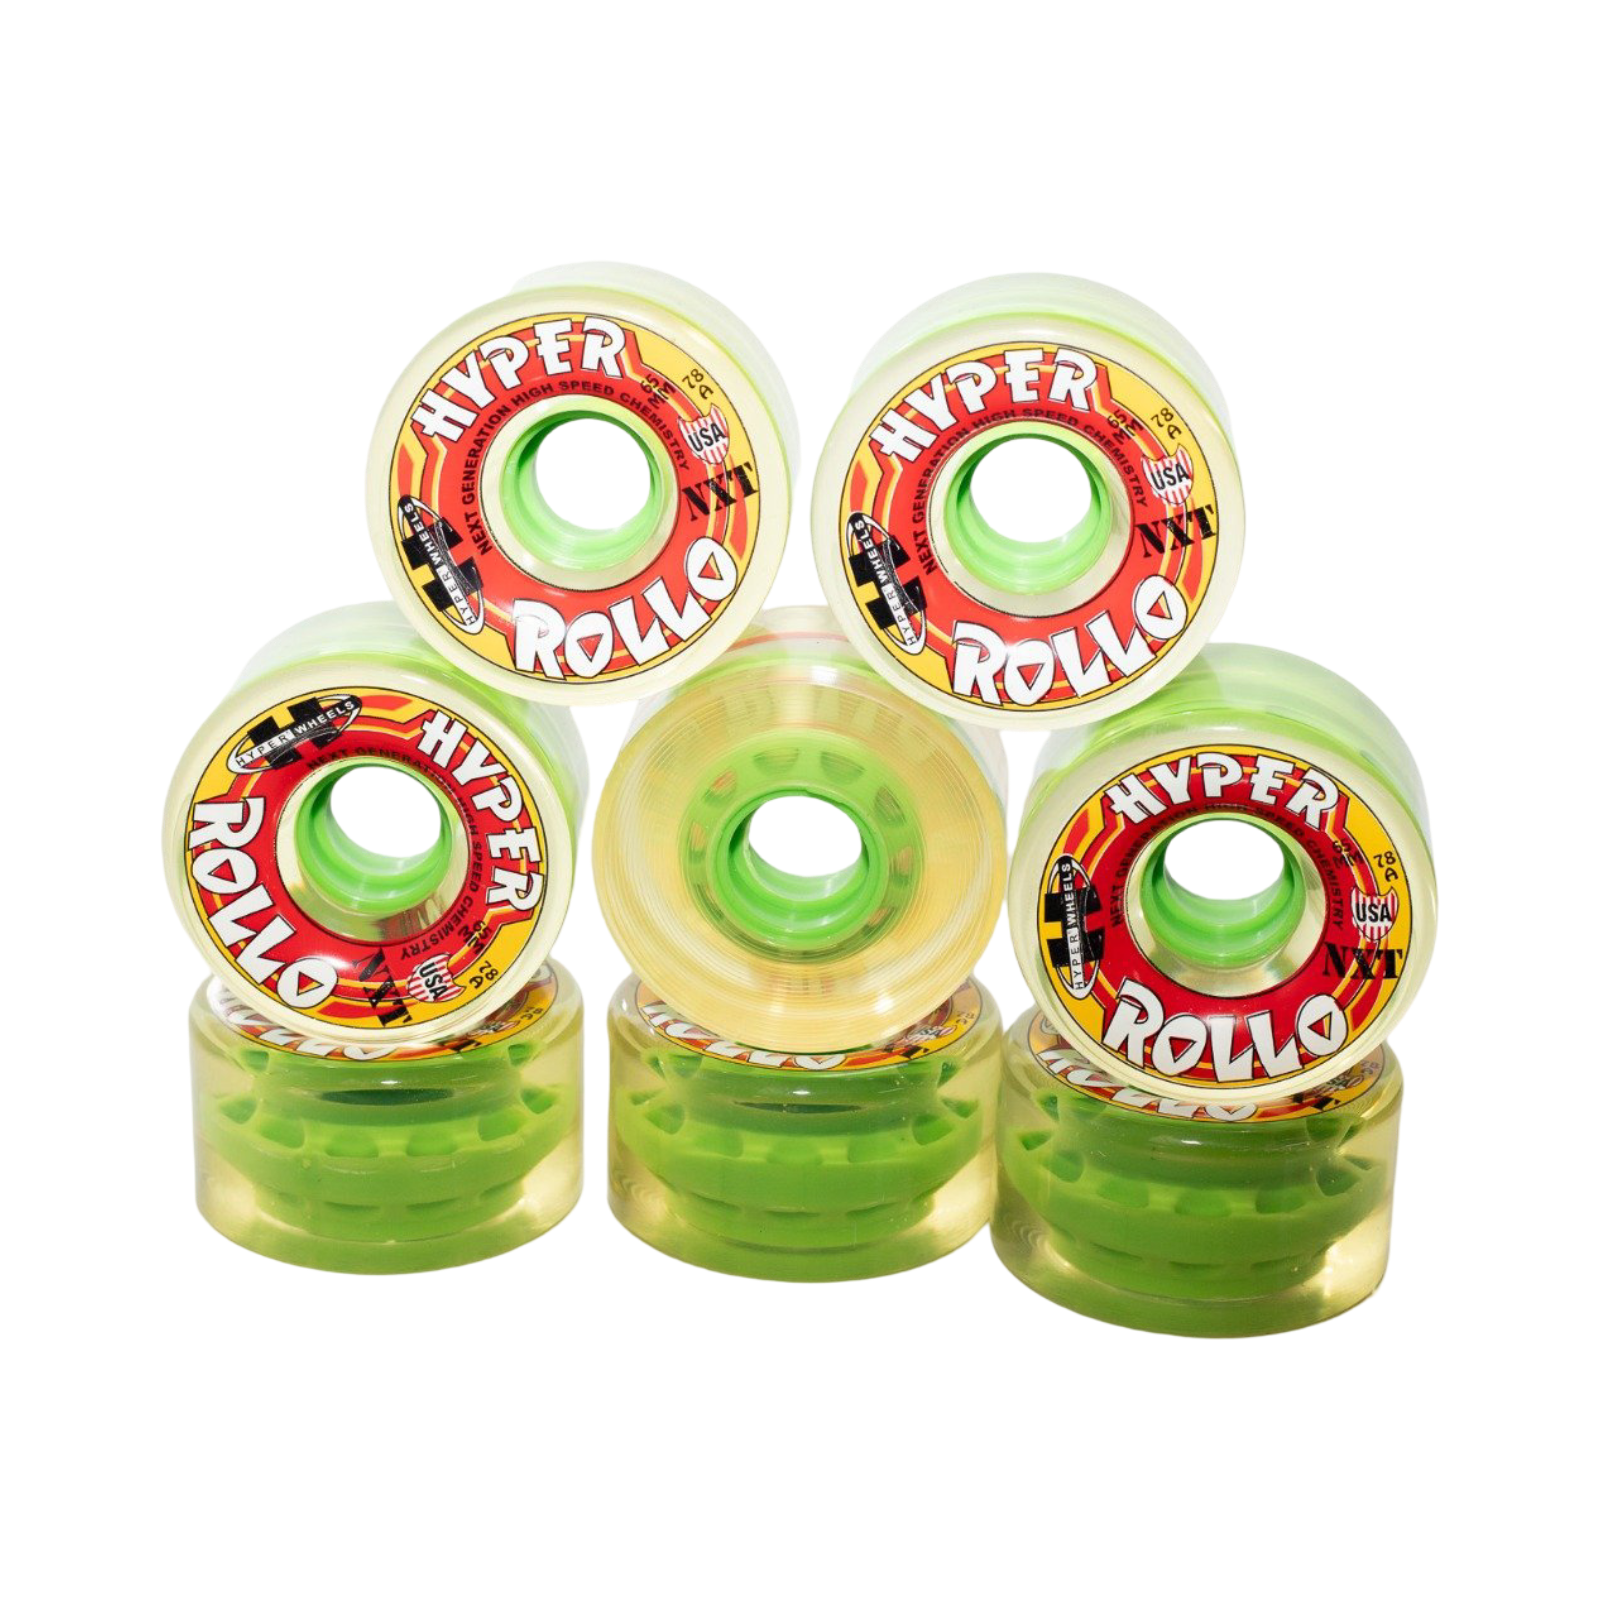 HYPER
NEXT GENERATION HIGH SPEED CHEMISTRY
65 MM
78 A
USA
NXT
HYPER WHEELS
H
ROLLO
HYPER
NEXT GENERATION HIGH SPEED CHEMISTRY
65 MM
78 A
USA
NXT
HYPER WHEELS
H
ROLLO
HYPER WHEELS
H
HYPER
NEXT GENERATION HIGH SPEED CHEMISTRY
65 MM
78 A
USA
NXT
ROLLO
HYPER
NEXT GENERATION HIGH SPEED CHEMISTRY
65 MM
78 A
USA
NXT
HYPER WHEELS
H
ROLLO
ROLLO